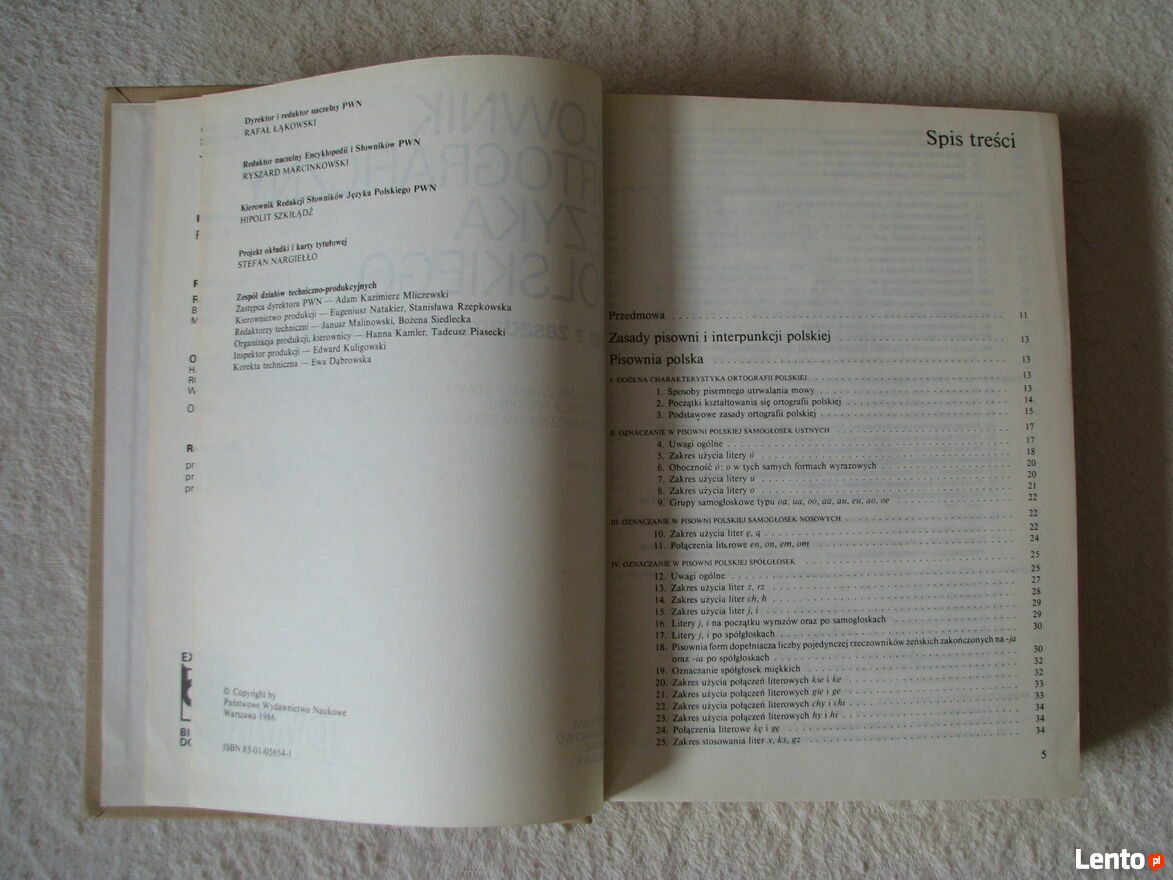 Dyrektor i redaktor naczelny PWN
RAFAŁ ŁĄKOWSKI
Redaktor naczelny Encyklopedii i Słowników PWN
RYSZARD MARCINKOWSKI
Kierownik Redakcji Słowników Języka Polskiego PWN
HIPOLIT SZKIŁĄDŹ
Projekt okładki i karty tytułowej
STEFAN NARGIEŁŁO
Zespół działów techniczno-produkcyjnych
Zastępca dyrektora PWN — Adam Kazimierz Mliczewski
Kierownictwo produkcji — Eugeniusz Natakier, Stanisława Rzepkowska
Redaktorzy techniczni — Janusz Malinowski, Bożena Siedlecka
Organizacja produkcji, kierownicy — Hanna Kamler, Tadeusz Piasecki
Inspektor produkcji — Edward Kuligowski
Korekta techniczna — Ewa Dąbrowska
© Copyright by
Państwowe Wydawnictwo Naukowe
Warszawa 1986
ISBN 83-01-05654-1
Spis treści
Przedmowa 11
Zasady pisowni i interpunkcji polskiej 13
Pisownia polska 13
I. OGÓLNA CHARAKTERYSTYKA ORTOGRAFII POLSKIEJ 13
1. Sposoby pisemnego utrwalania mowy 13
2. Początki kształtowania się ortografii polskiej 14
3. Podstawowe zasady ortografii polskiej 15
II. OZNACZANIE W PISOWNI POLSKIEJ SAMOGŁOSEK USTNYCH 17
4. Uwagi ogólne 17
5. Zakres użycia litery ó 18
6. Oboczność ó: o w tych samych formach wyrazowych 20
7. Zakres użycia litery u 20
8. Zakres użycia litery o 21
9. Grupy samogłoskowe typu oa, ua, oo, aa, au, eu, ao, oe 22
III. OZNACZANIE W PISOWNI POLSKIEJ SAMOGŁOSEK NOSOWYCH 22
10. Zakres użycia liter ę, ą 22
11. Połączenia literowe en, on, em, om 24
IV. OZNACZANIE W PISOWNI POLSKIEJ SPÓŁGŁOSEK 25
12. Uwagi ogólne 25
13. Zakres użycia liter ż, rz 27
14. Zakres użycia liter ch, h 28
15. Zakres użycia liter j, i 29
16. Litery j, i na początku wyrazów oraz po samogłoskach 29
17. Litery j, i po spółgłoskach 30
18. Pisownia form dopełniacza liczby pojedynczej rzeczowników żeńskich zakończonych na -ja
oraz -ia po spółgłoskach 30
19. Oznaczanie spółgłosek miękkich 32
20. Zakres użycia połączeń literowych kie i ke 32
21. Zakres użycia połączeń literowych gie i ge 33
22. Zakres użycia połączeń literowych chy i chi 33
23. Zakres użycia połączeń literowych hy i hi 34
24. Połączenia literowe kę i gę 34
25. Zakres stosowania liter x, ks, gz 34
5
Lento pl